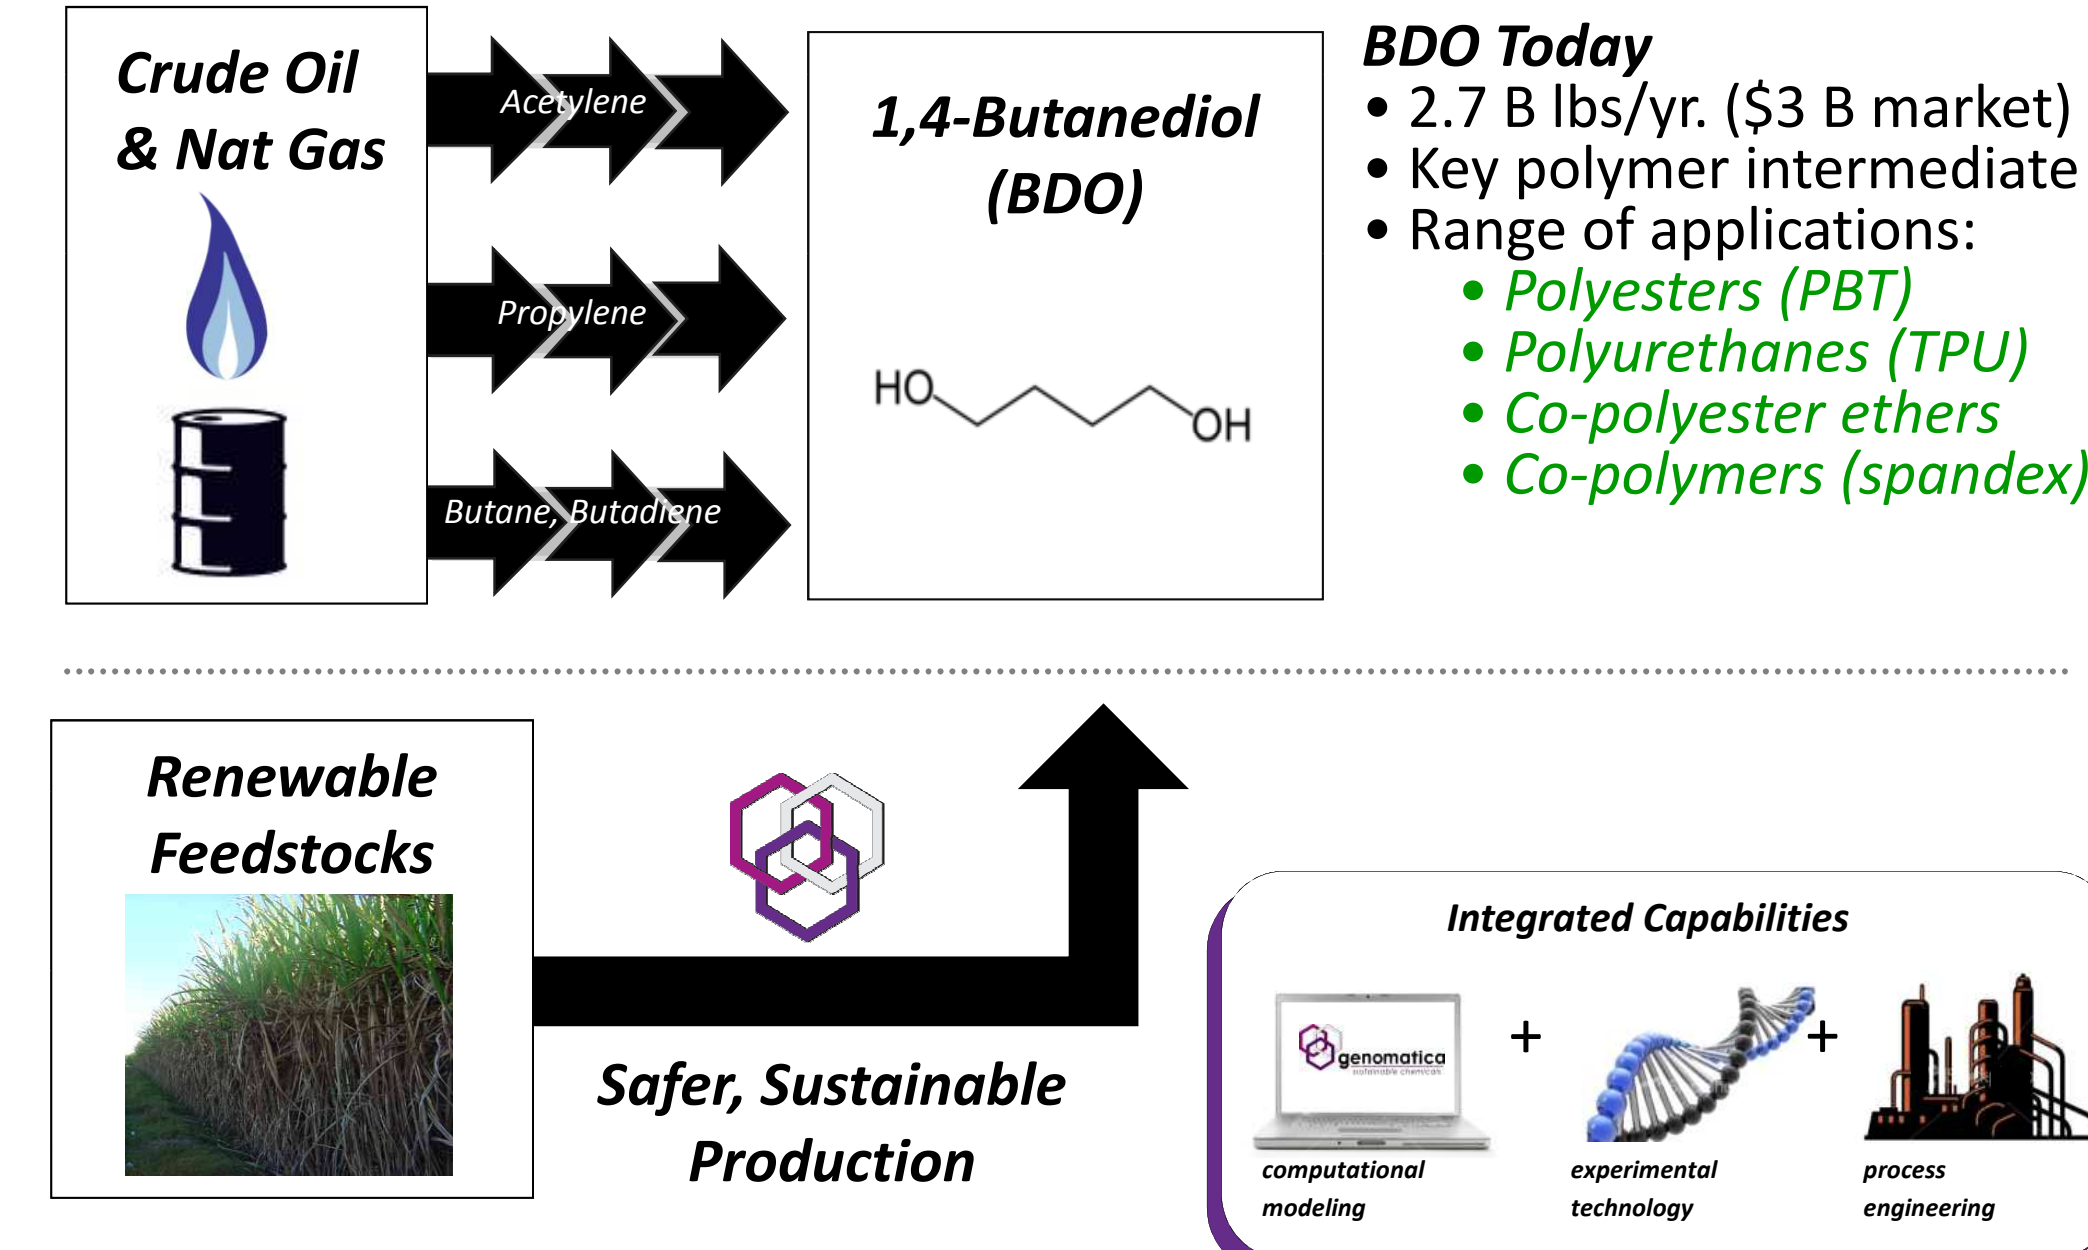 Crude Oil
& Nat Gas
Acetylene
Propylene
Butane, Butadiene
1,4-Butanediol
(BDO)
HO
OH
BDO Today
• 2.7 B lbs/yr. ($3 B market)
• Key polymer intermediate
• Range of applications:
• Polyesters (PBT)
• Polyurethanes (TPU)
• Co-polyester ethers
• Co-polymers (spandex)
Renewable
Feedstocks
Safer, Sustainable
Production
Integrated Capabilities
genomatica
sustainable chemicals
+
+
computational
modeling
experimental
technology
process
engineering